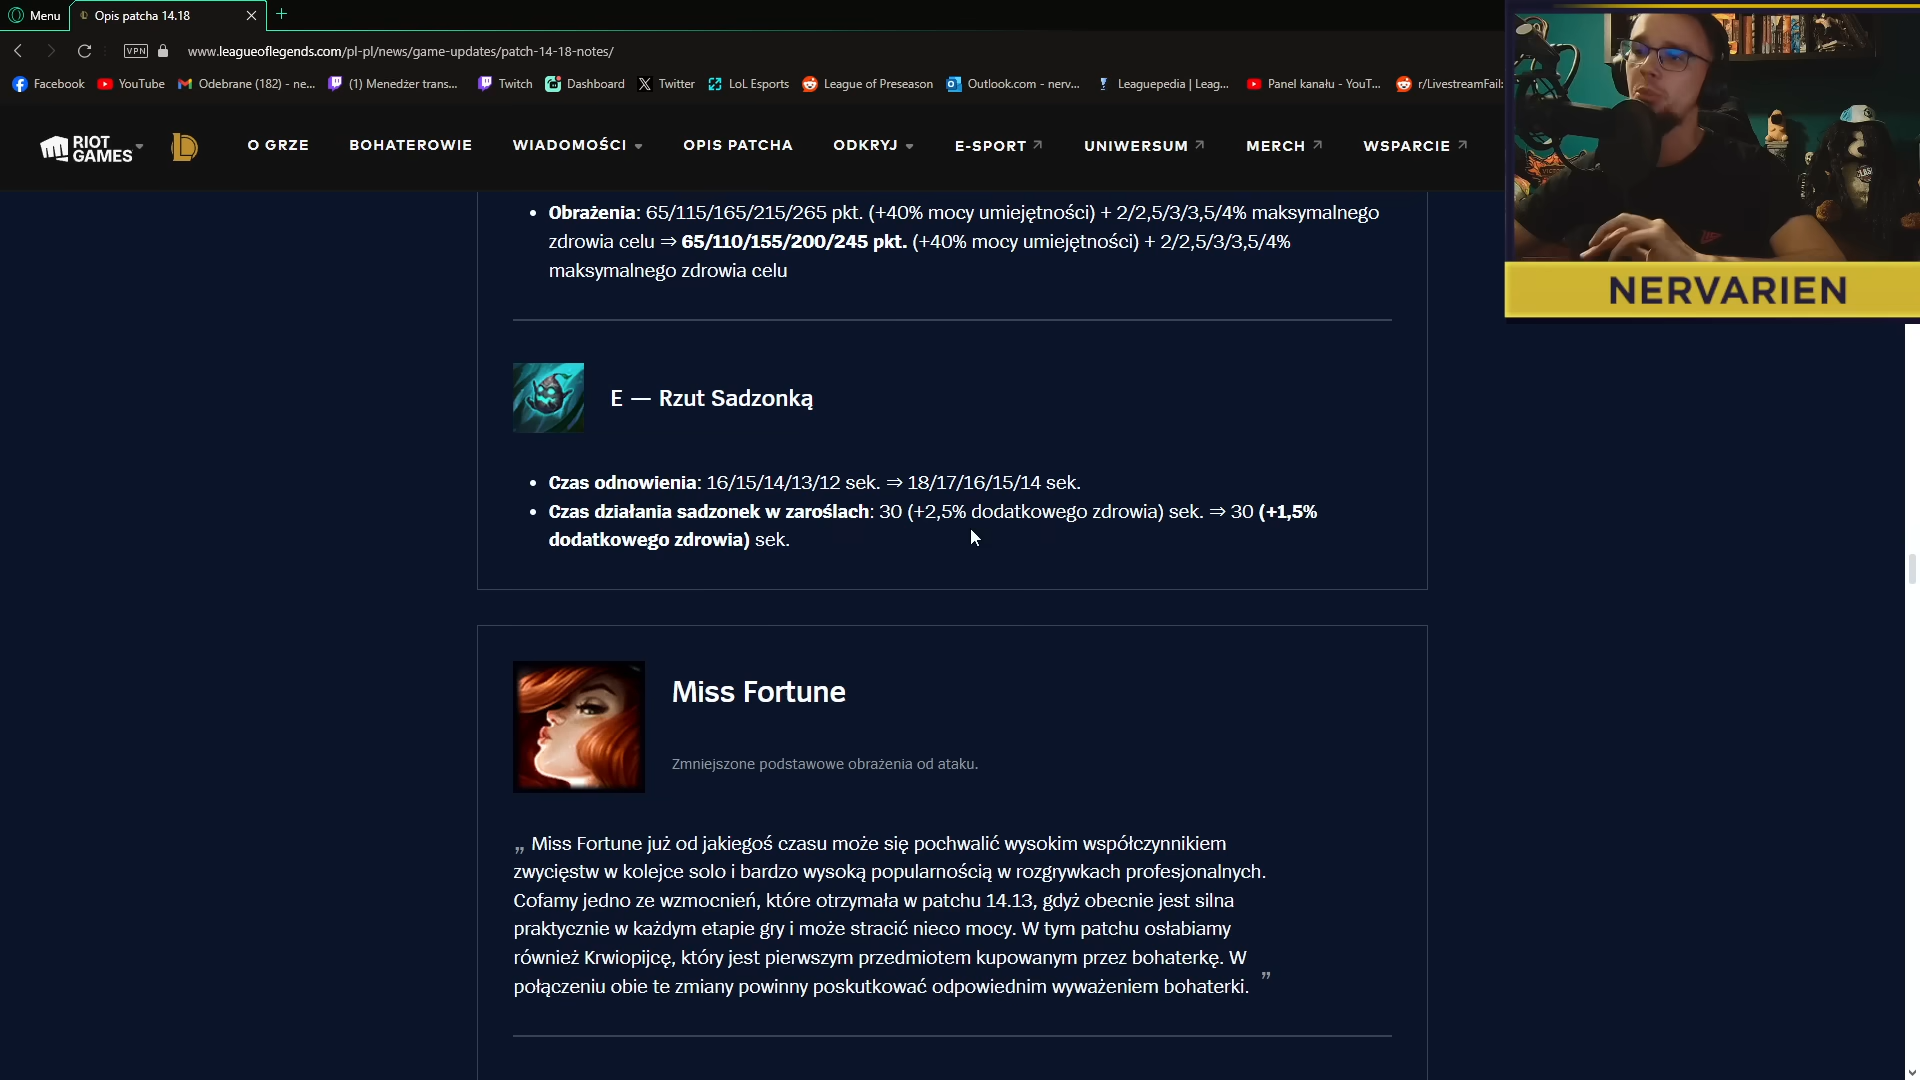 Menu
Opis patcha 14.18
VPN
www.leagueoflegends.com/pl-pl/news/game-updates/patch-14-18-notes/
Facebook YouTube Odebrane (182) - ne... (1) Menedżer trans... Twitch Dashboard Twitter LoL Esports League of Preseason Outlook.com - nerv... Leaguepedia | Leag... Panel kanału - YouT... r/LivestreamFail:
RIOT GAMES
O GRZE BOHATEROWIE WIADOMOŚCI OPIS PATCHA ODKRYJ E-SPORT UNIWERSUM MERCH WSPARCIE
NERVARIEN
• Obrażenia: 65/115/165/215/265 pkt. (+40% mocy umiejętności) + 2/2,5/3/3,5/4% maksymalnego
zdrowia celu ⇒ 65/110/155/200/245 pkt. (+40% mocy umiejętności) + 2/2,5/3/3,5/4%
maksymalnego zdrowia celu
E — Rzut Sadzonką
• Czas odnowienia: 16/15/14/13/12 sek. ⇒ 18/17/16/15/14 sek.
• Czas działania sadzonek w zaroślach: 30 (+2,5% dodatkowego zdrowia) sek. ⇒ 30 (+1,5%
dodatkowego zdrowia) sek.
Miss Fortune
Zmniejszone podstawowe obrażenia od ataku.
„ Miss Fortune już od jakiegoś czasu może się pochwalić wysokim współczynnikiem
zwycięstw w kolejce solo i bardzo wysoką popularnością w rozgrywkach profesjonalnych.
Cofamy jedno ze wzmocnień, które otrzymała w patchu 14.13, gdyż obecnie jest silna
praktycznie w każdym etapie gry i może stracić nieco mocy. W tym patchu osłabiamy
również Krwiopijcę, który jest pierwszym przedmiotem kupowanym przez bohaterkę. W
połączeniu obie te zmiany powinny poskutkować odpowiednim wyważeniem bohaterki. ”